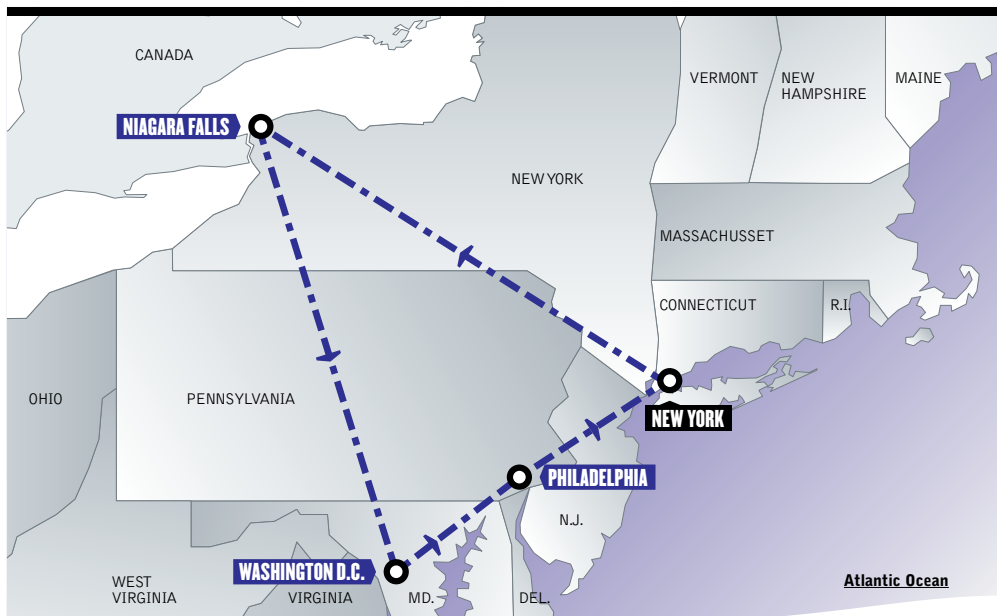 CANADA
VERMONT
NEW
HAMPSHIRE
MAINE
NIAGARA FALLS
NEW YORK
MASSACHUSSET
CONNECTICUT
R.I.
OHIO
PENNSYLVANIA
NEW YORK
PHILADELPHIA
N.J.
WASHINGTON D.C.
WEST
VIRGINIA
VIRGINIA
MD.
DEL.
Atlantic Ocean